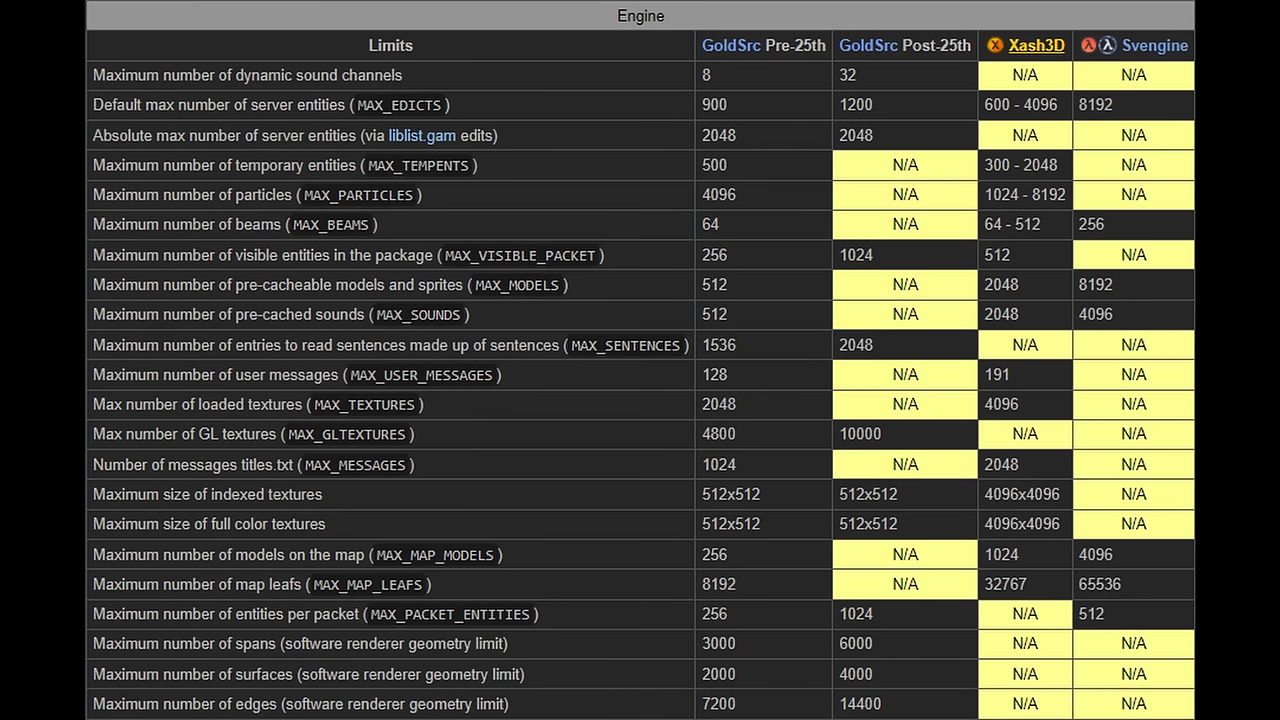 Engine
Limits GoldSrc Pre-25th GoldSrc Post-25th Xash3D Svengine
Maximum number of dynamic sound channels 8 32 N/A N/A
Default max number of server entities ( MAX_EDICTS ) 900 1200 600 - 4096 8192
Absolute max number of server entities (via liblist.gam edits) 2048 2048 N/A N/A
Maximum number of temporary entities ( MAX_TEMPENTS ) 500 N/A 300 - 2048 N/A
Maximum number of particles ( MAX_PARTICLES ) 4096 N/A 1024 - 8192 N/A
Maximum number of beams ( MAX_BEAMS ) 64 N/A 64 - 512 256
Maximum number of visible entities in the package ( MAX_VISIBLE_PACKET ) 256 1024 512 N/A
Maximum number of pre-cacheable models and sprites ( MAX_MODELS ) 512 N/A 2048 8192
Maximum number of pre-cached sounds ( MAX_SOUNDS ) 512 N/A 2048 4096
Maximum number of entries to read sentences made up of sentences ( MAX_SENTENCES ) 1536 2048 N/A N/A
Maximum number of user messages ( MAX_USER_MESSAGES ) 128 N/A 191 N/A
Max number of loaded textures ( MAX_TEXTURES ) 2048 N/A 4096 N/A
Max number of GL textures ( MAX_GLTEXTURES ) 4800 10000 N/A N/A
Number of messages titles.txt ( MAX_MESSAGES ) 1024 N/A 2048 N/A
Maximum size of indexed textures 512x512 512x512 4096x4096 N/A
Maximum size of full color textures 512x512 512x512 4096x4096 N/A
Maximum number of models on the map ( MAX_MAP_MODELS ) 256 N/A 1024 4096
Maximum number of map leafs ( MAX_MAP_LEAFS ) 8192 N/A 32767 65536
Maximum number of entities per packet ( MAX_PACKET_ENTITIES ) 256 1024 N/A 512
Maximum number of spans (software renderer geometry limit) 3000 6000 N/A N/A
Maximum number of surfaces (software renderer geometry limit) 2000 4000 N/A N/A
Maximum number of edges (software renderer geometry limit) 7200 14400 N/A N/A